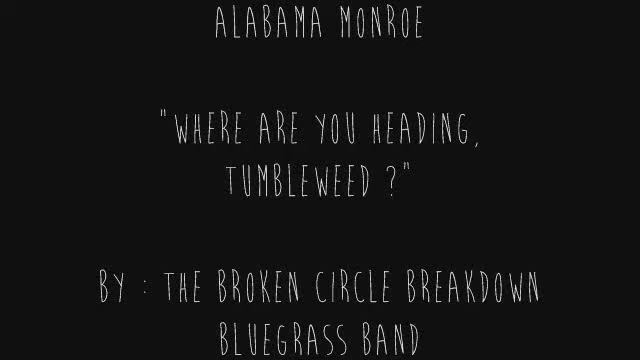 ALABAMA MONROE
"WHERE ARE YOU HEADING,
TUMBLEWEED ?"
BY : THE BROKEN CIRCLE BREAKDOWN
BLUEGRASS BAND